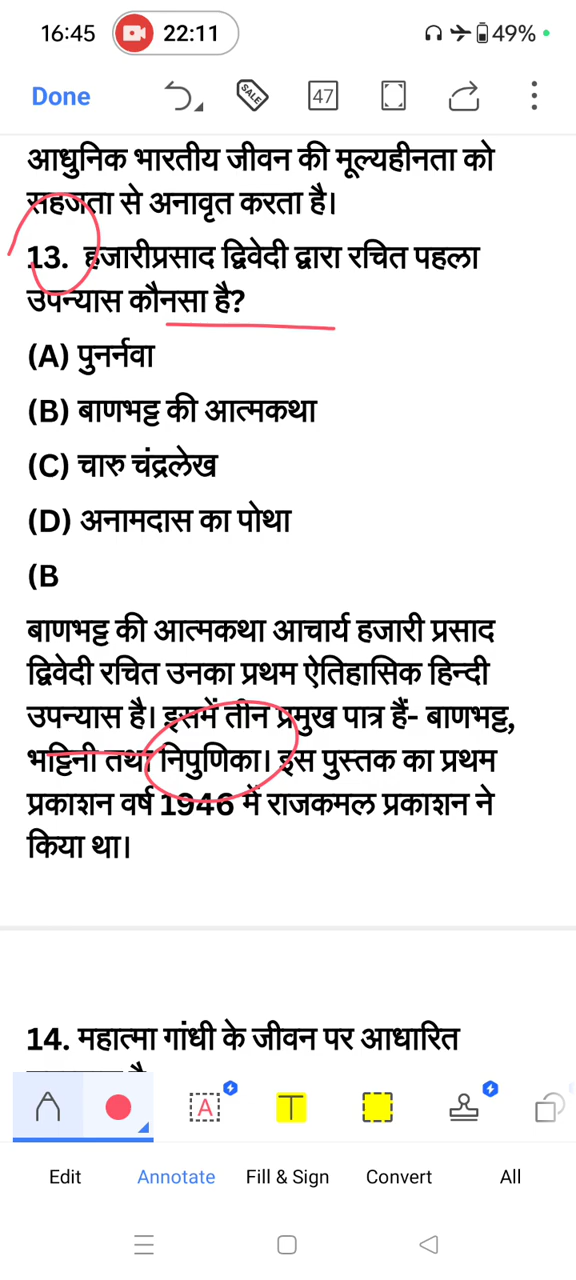 16:45 22:11 49%
Done SALE 47
आधुनिक भारतीय जीवन की मूल्यहीनता को
सहजता से अनावृत करता है।
13. हजारीप्रसाद द्विवेदी द्वारा रचित पहला
उपन्यास कौनसा है?
(A) पुनर्नवा
(B) बाणभट्ट की आत्मकथा
(C) चारु चंद्रलेख
(D) अनामदास का पोथा
(B
बाणभट्ट की आत्मकथा आचार्य हजारी प्रसाद
द्विवेदी रचित उनका प्रथम ऐतिहासिक हिन्दी
उपन्यास है। इसमें तीन प्रमुख पात्र हैं- बाणभट्ट,
भट्टिनी तथा निपुणिका। इस पुस्तक का प्रथम
प्रकाशन वर्ष 1946 में राजकमल प्रकाशन ने
किया था।
14. महात्मा गांधी के जीवन पर आधारित
A T
Edit Annotate Fill & Sign Convert All